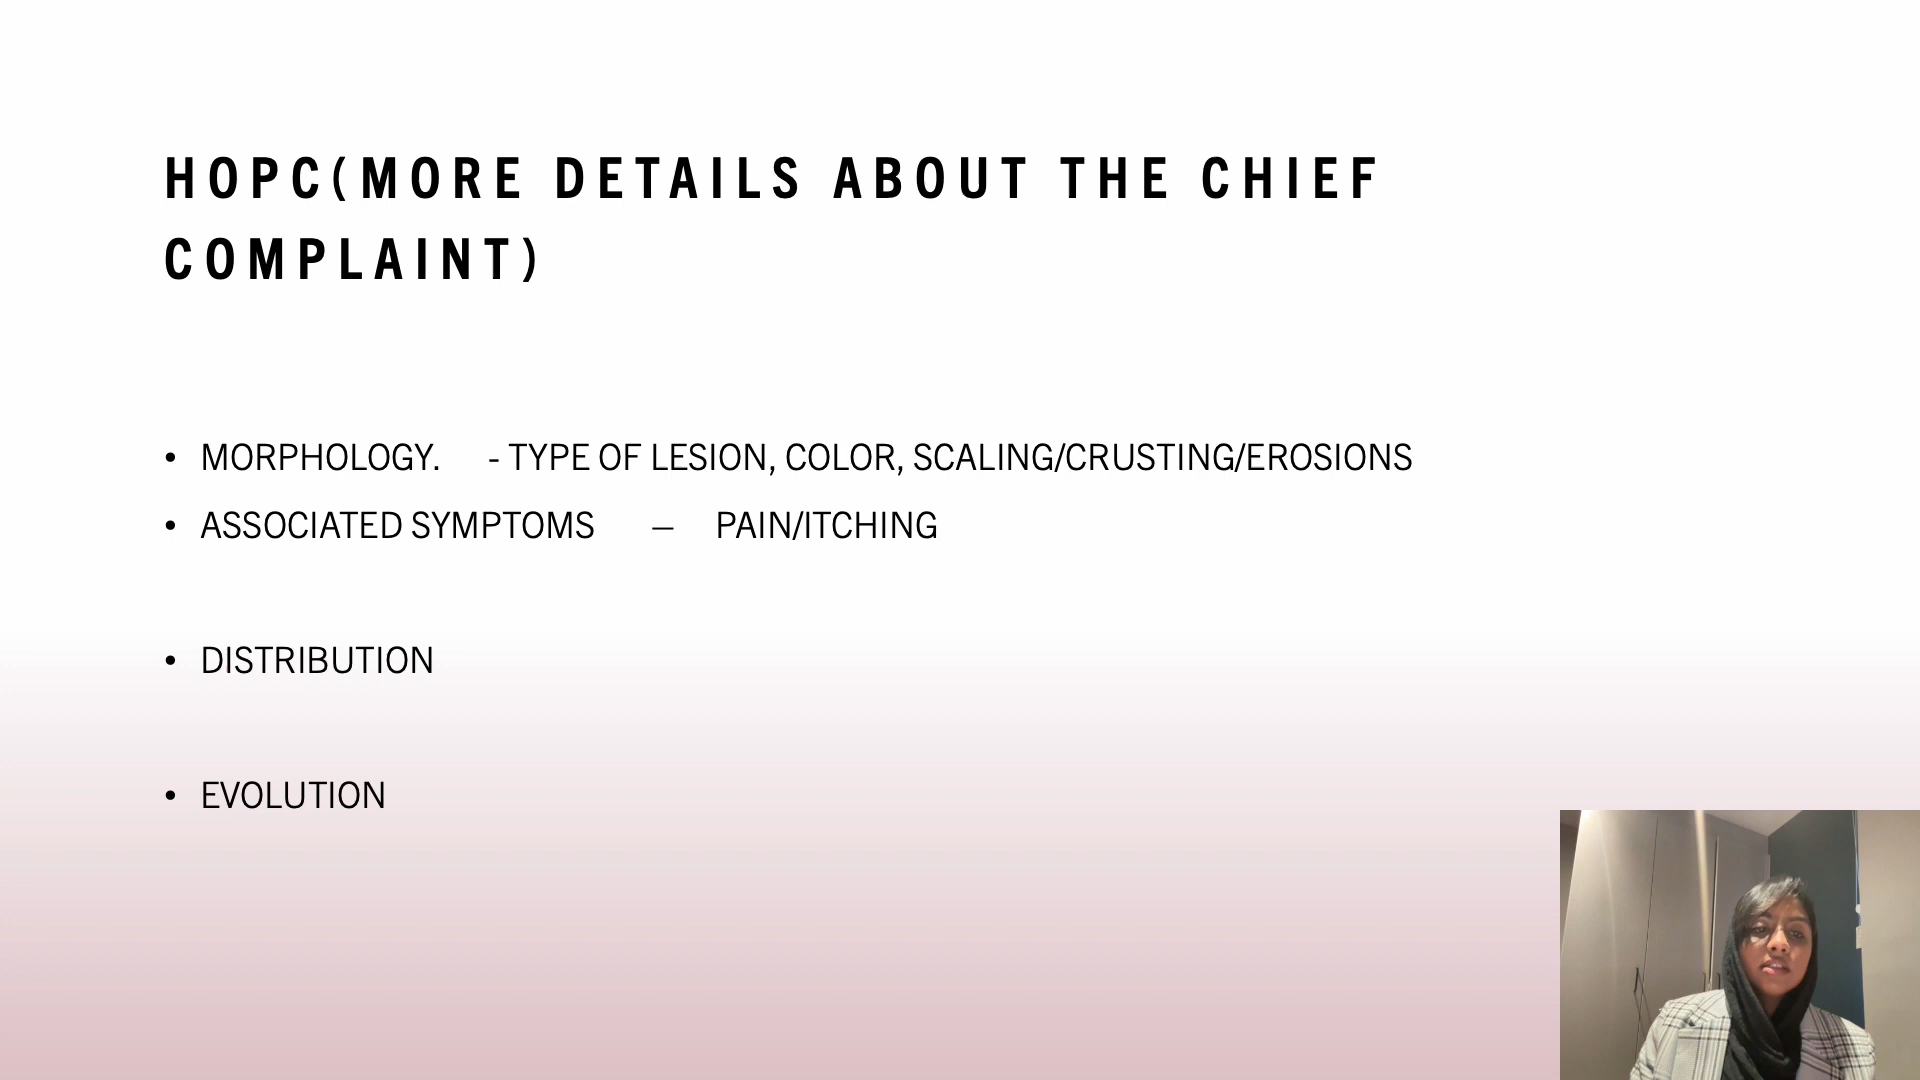 HOPC(MORE DETAILS ABOUT THE CHIEF
COMPLAINT)
• MORPHOLOGY. - TYPE OF LESION, COLOR, SCALING/CRUSTING/EROSIONS
• ASSOCIATED SYMPTOMS – PAIN/ITCHING
• DISTRIBUTION
• EVOLUTION